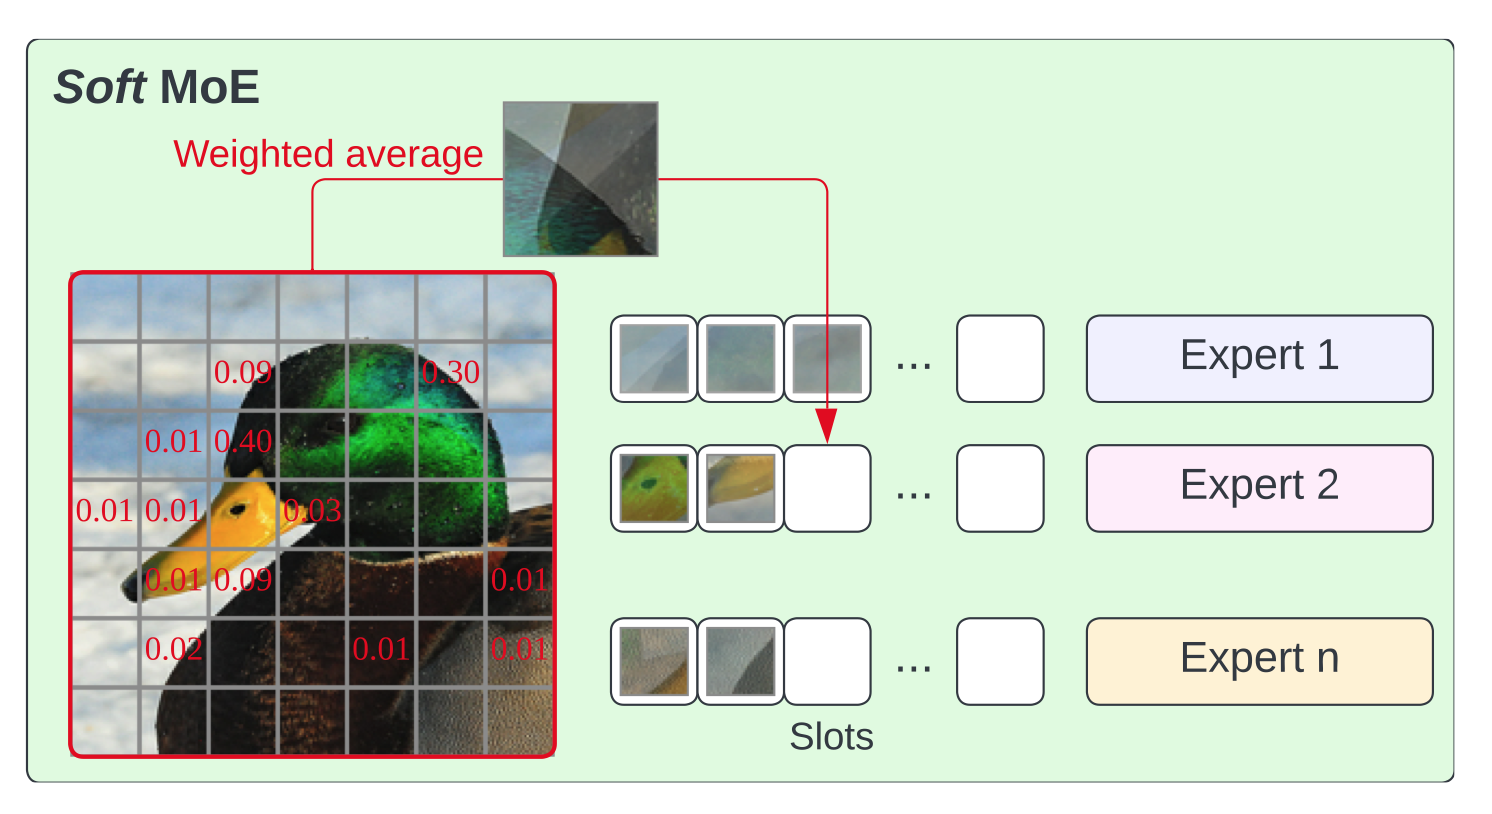 Soft MoE
Weighted average
0.09 0.30
0.01 0.40
0.01 0.01 0.03
0.01 0.09 0.01
0.02 0.01 0.01
... Expert 1
... Expert 2
... Expert n
Slots